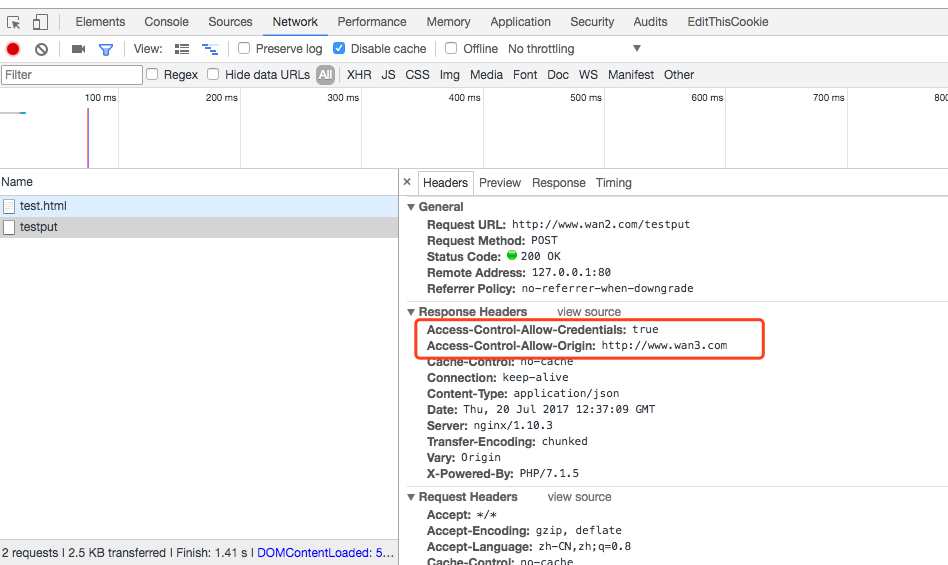 Elements Console Sources Network Performance Memory Application Security Audits EditThisCookie
View: Preserve log Disable cache Offline No throttling
Filter Regex Hide data URLs All XHR JS CSS Img Media Font Doc WS Manifest Other
100 ms 200 ms 300 ms 400 ms 500 ms 600 ms 700 ms 800
Name
test.html
testput
2 requests | 2.5 KB transferred | Finish: 1.41 s | DOMContentLoaded: 5...
× Headers Preview Response Timing
General
Request URL: http://www.wan2.com/testput
Request Method: POST
Status Code: 200 OK
Remote Address: 127.0.0.1:80
Referrer Policy: no-referrer-when-downgrade
Response Headers view source
Access-Control-Allow-Credentials: true
Access-Control-Allow-Origin: http://www.wan3.com
Cache-Control: no-cache
Connection: keep-alive
Content-Type: application/json
Date: Thu, 20 Jul 2017 12:37:09 GMT
Server: nginx/1.10.3
Transfer-Encoding: chunked
Vary: Origin
X-Powered-By: PHP/7.1.5
Request Headers view source
Accept: */*
Accept-Encoding: gzip, deflate
Accept-Language: zh-CN,zh;q=0.8
Cache-Control: no-cache